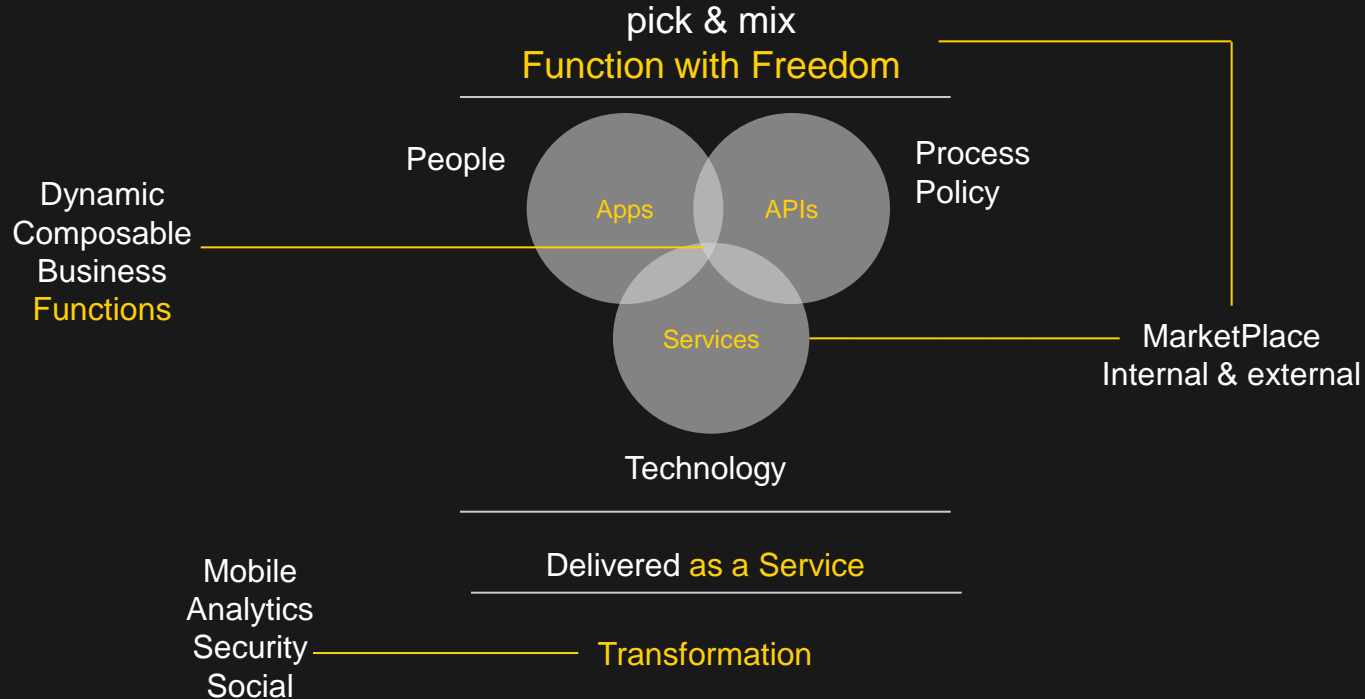 pick & mix
Function with Freedom
People
Process
Policy
Dynamic
Composable
Business
Functions
Apps
APIs
Services
MarketPlace
Internal & external
Technology
Delivered as a Service
Mobile
Analytics
Security
Social
Transformation